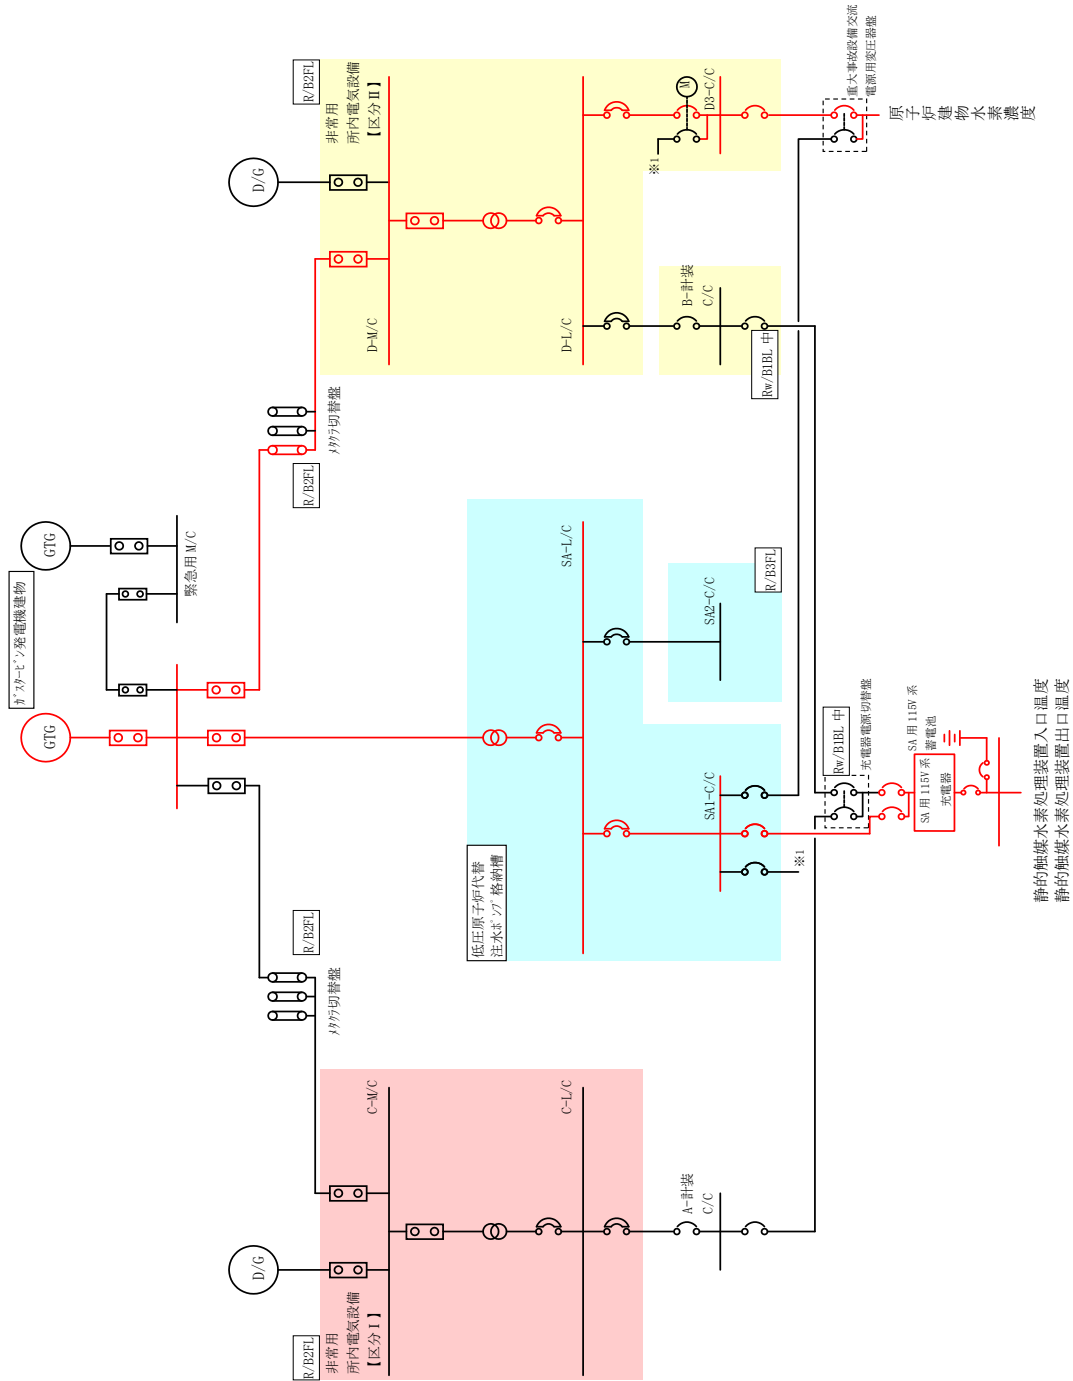 ｶﾞｽﾀｰﾋﾞﾝ発電機建物
GTG
GTG
緊急用 M/C
R/B2FL
ﾒﾀｸﾗ切替盤
R/B2FL
ﾒﾀｸﾗ切替盤
R/B2FL
非常用
所内電気設備
【区分Ⅰ】
D/G
C-M/C
C-L/C
A-計装
C/C
低圧原子炉代替
注水ﾎﾟﾝﾌﾟ格納槽
SA-L/C
SA1-C/C
※1
SA2-C/C
R/B3FL
R/B2FL
非常用
所内電気設備
【区分Ⅱ】
D/G
D-M/C
D-L/C
B-計装
C/C
Rw/B1BL 中
※1
M
D3-C/C
重大事故設備交流
電源用変圧器盤
原子炉建物水素濃度
Rw/B1BL 中
充電器電源切替盤
SA 用 115V 系
充電器
SA 用 115V 系
蓄電池
静的触媒水素処理装置入口温度
静的触媒水素処理装置出口温度